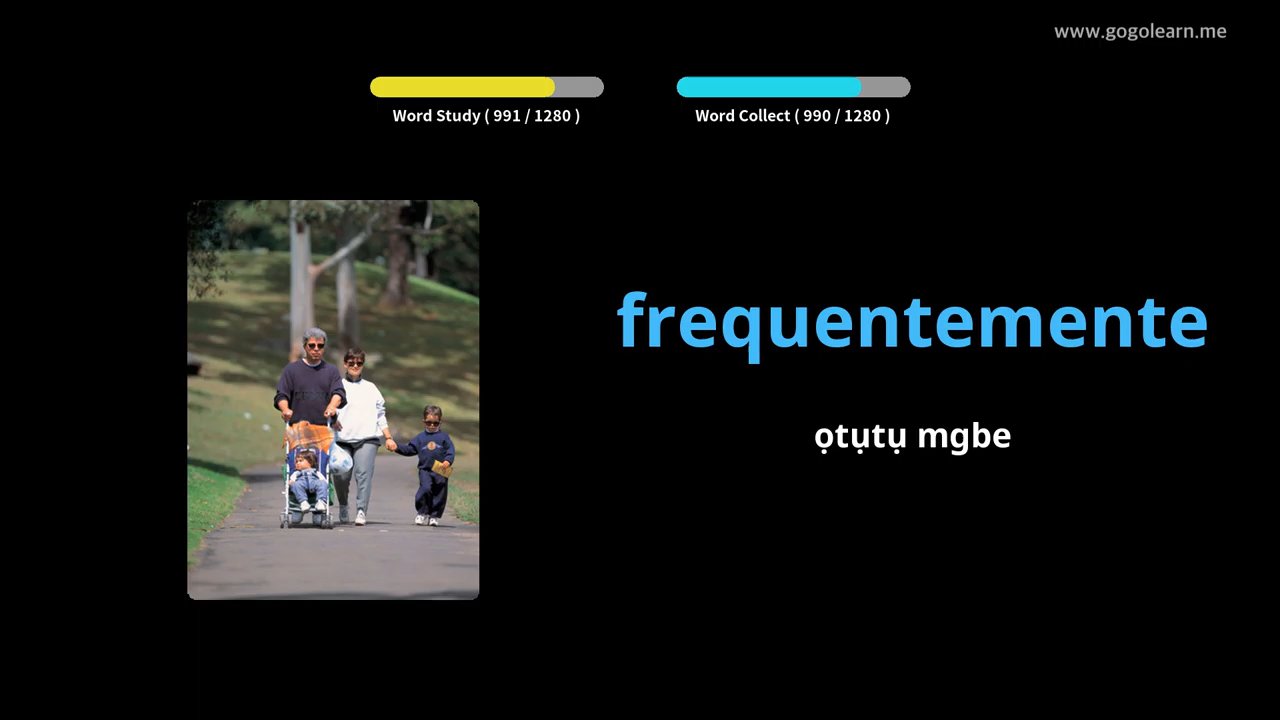 www.gogolearn.me
Word Study ( 991 / 1280 )
Word Collect ( 990 / 1280 )
frequentemente
ọtụtụ mgbe